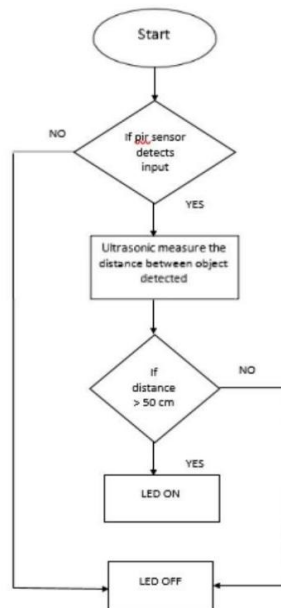 Start
NO
If pir sensor
detects
input
YES
Ultrasonic measure the
distance between object
detected
If
distance
> 50 cm
NO
YES
LED ON
LED OFF